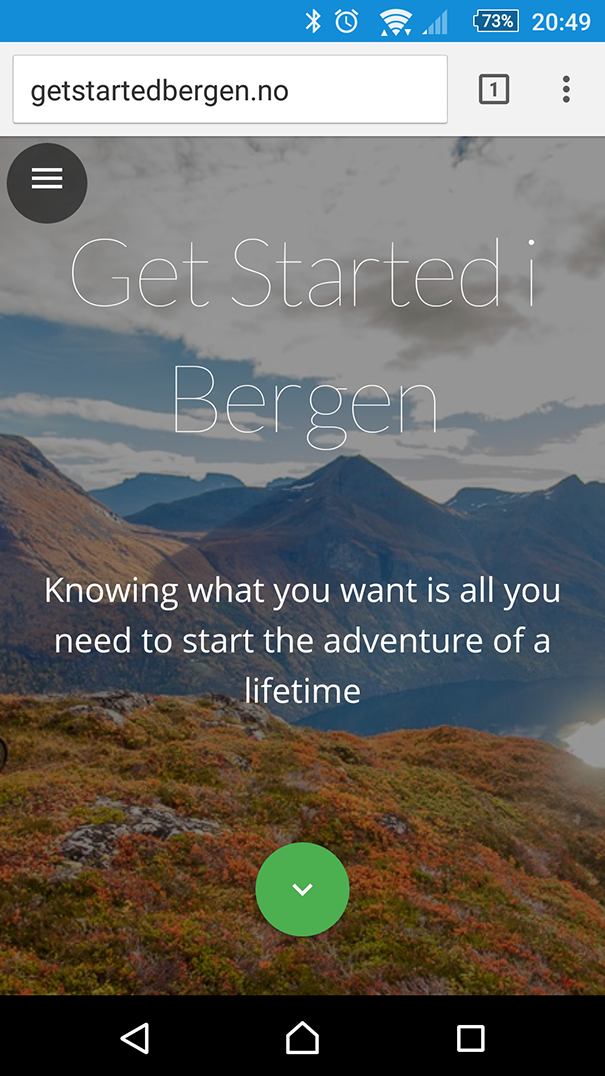 73% 20:49
getstartedbergen.no 1
Get Started i
Bergen
Knowing what you want is all you
need to start the adventure of a
lifetime